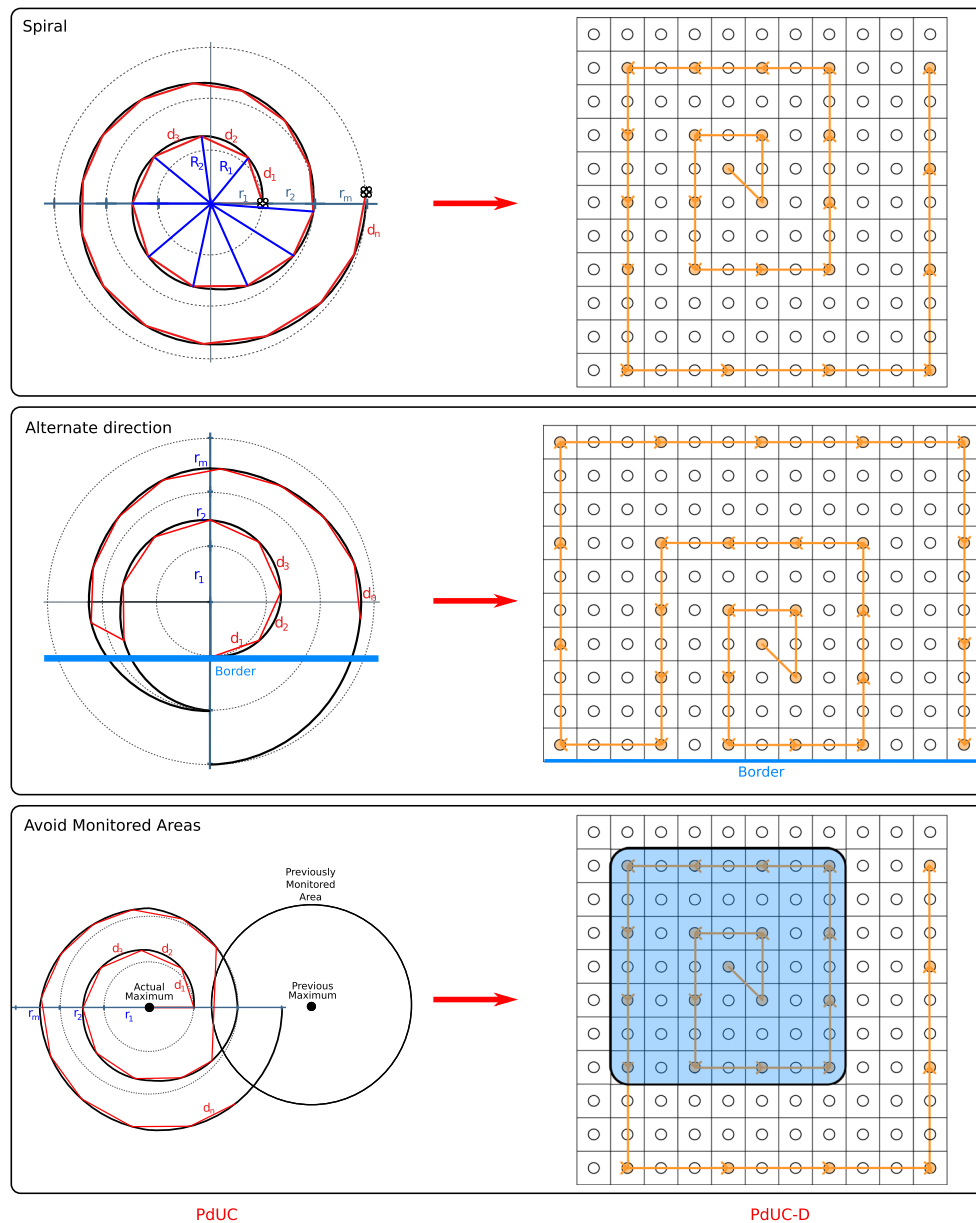 Spiral
d3
d2
R2
R1
d1
r1
r2
rm
dn
Alternate direction
rm
r2
r1
d3
dn
d1
d2
Border
Border
Avoid Monitored Areas
Previously
Monitored
Area
d3
d2
d1
Actual
Maximum
Previous
Maximum
rm
r2
r1
dn
PdUC
PdUC-D